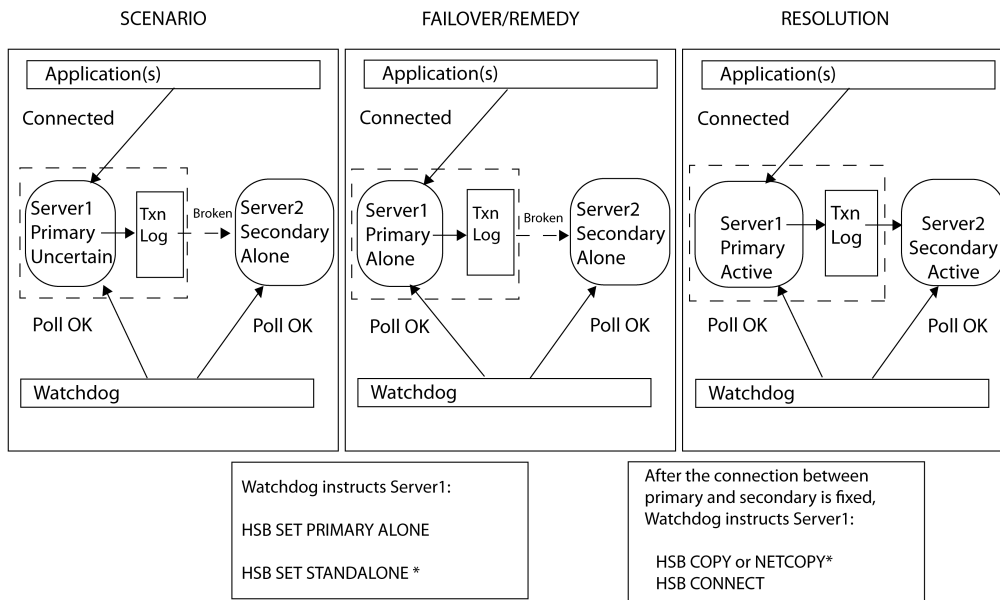 SCENARIO
Application(s)
Connected
Server1
Primary
Uncertain
Txn
Log
Broken
Server2
Secondary
Alone
Poll OK
Poll OK
Watchdog
FAILOVER/REMEDY
Application(s)
Connected
Server1
Primary
Alone
Txn
Log
Broken
Server2
Secondary
Alone
Poll OK
Poll OK
Watchdog
RESOLUTION
Application(s)
Connected
Server1
Primary
Active
Txn
Log
Server2
Secondary
Active
Poll OK
Poll OK
Watchdog
Watchdog instructs Server1:
HSB SET PRIMARY ALONE
HSB SET STANDALONE *
After the connection between
primary and secondary is fixed,
Watchdog instructs Server1:
HSB COPY or NETCOPY*
HSB CONNECT